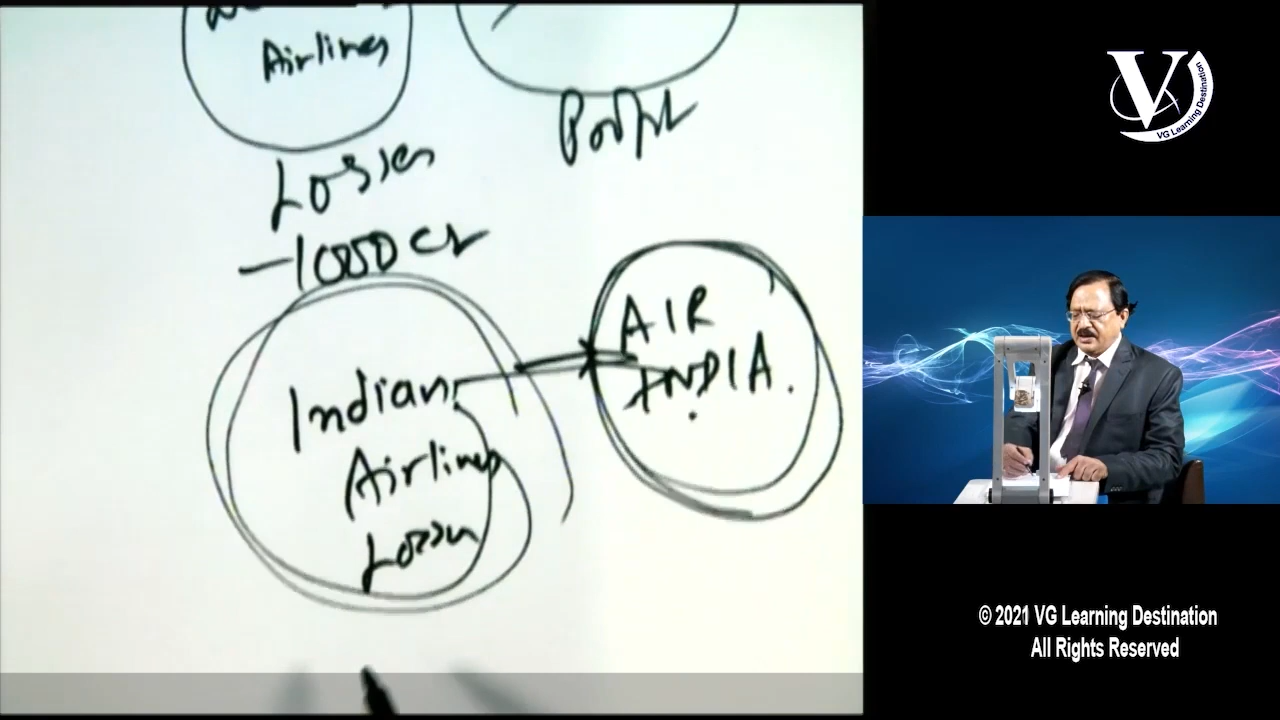 Airlines
Profit
Losses
-1000 cr
AIR
INDIA.
Indian
Airlines
Losses
V
VG Learning Destination
© 2021 VG Learning Destination
All Rights Reserved